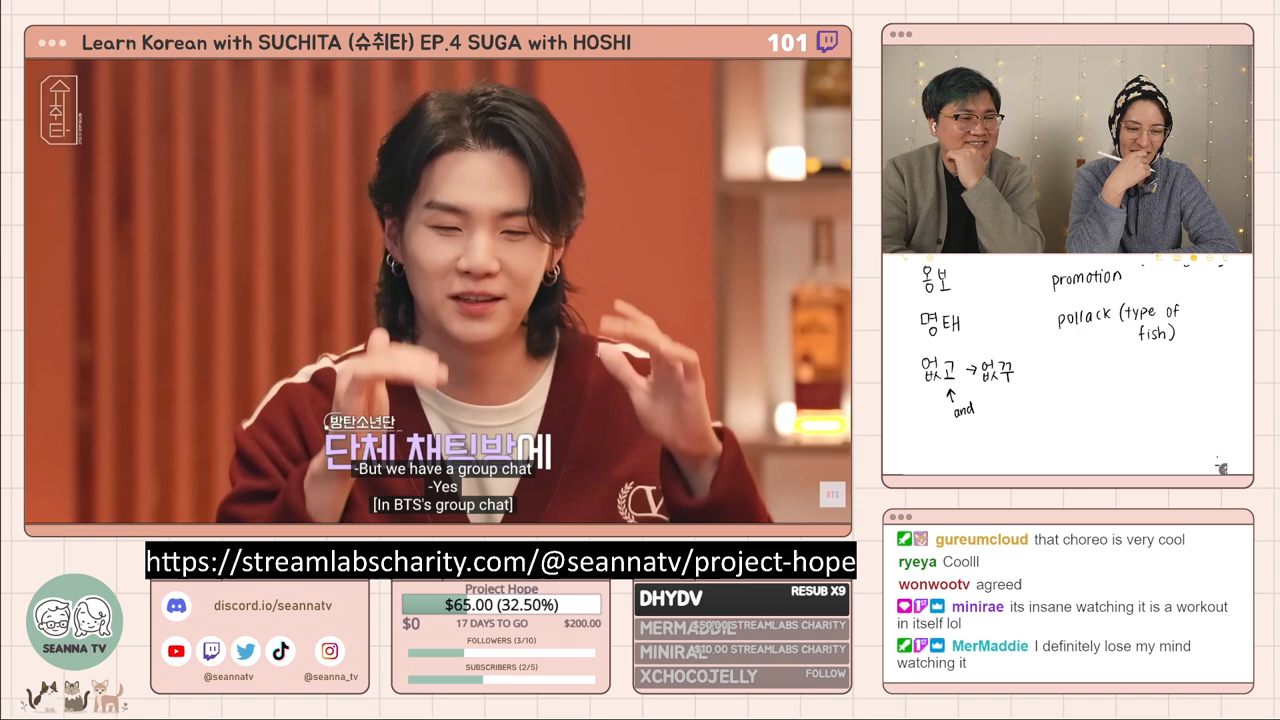 Learn Korean with SUCHITA (슈취타) EP.4 SUGA with HOSHI
101
슈취타
방탄소년단
단체 채팅방에
-But we have a group chat
-Yes
[In BTS's group chat]
BTS
promotion
명태
pollack (type of
fish)
없고 → 없꾸
and
gureumcloud that choreo is very cool
ryeya Coolll
wonwootv agreed
minirae its insane watching it is a workout
in itself lol
MerMaddie I definitely lose my mind
watching it
https://streamlabscharity.com/@seannatv/project-hope
SEANNA TV
discord.io/seannatv
@seannatv
@seanna_tv
Project Hope
$65.00 (32.50%)
$0
17 DAYS TO GO
$200.00
FOLLOWERS (3/10)
SUBSCRIBERS (2/5)
DHYDV
RESUB X9
MERMADDIE
$50.00 STREAMLABS CHARITY
MINIRAE
$10.00 STREAMLABS CHARITY
XCHOCOJELLY
FOLLOW